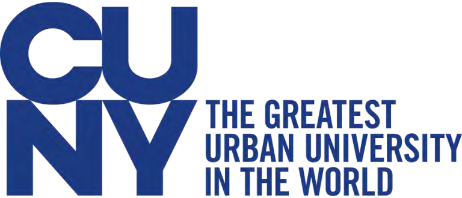 CU
NY
THE GREATEST
URBAN UNIVERSITY
IN THE WORLD